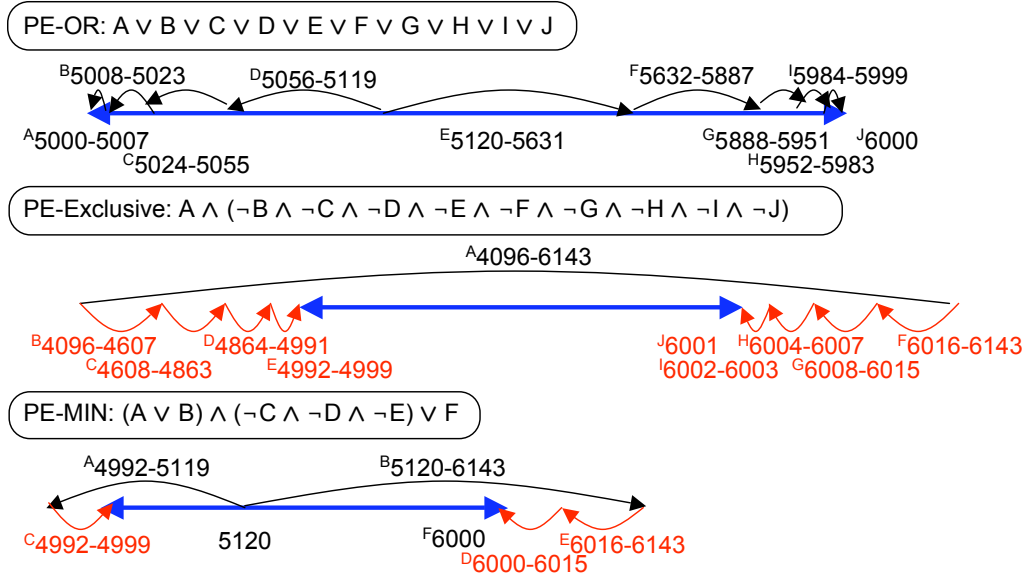 PE-OR: A ∨ B ∨ C ∨ D ∨ E ∨ F ∨ G ∨ H ∨ I ∨ J
B5008-5023
D5056-5119
F5632-5887
I5984-5999
A5000-5007
E5120-5631
G5888-5951
J6000
C5024-5055
H5952-5983
PE-Exclusive: A ∧ (¬B ∧ ¬C ∧ ¬D ∧ ¬E ∧ ¬F ∧ ¬G ∧ ¬H ∧ ¬I ∧ ¬J)
A4096-6143
B4096-4607
D4864-4991
J6001
H6004-6007
F6016-6143
C4608-4863
E4992-4999
I6002-6003
G6008-6015
PE-MIN: (A ∨ B) ∧ (¬C ∧ ¬D ∧ ¬E) ∨ F
A4992-5119
B5120-6143
C4992-4999
5120
F6000
E6016-6143
D6000-6015